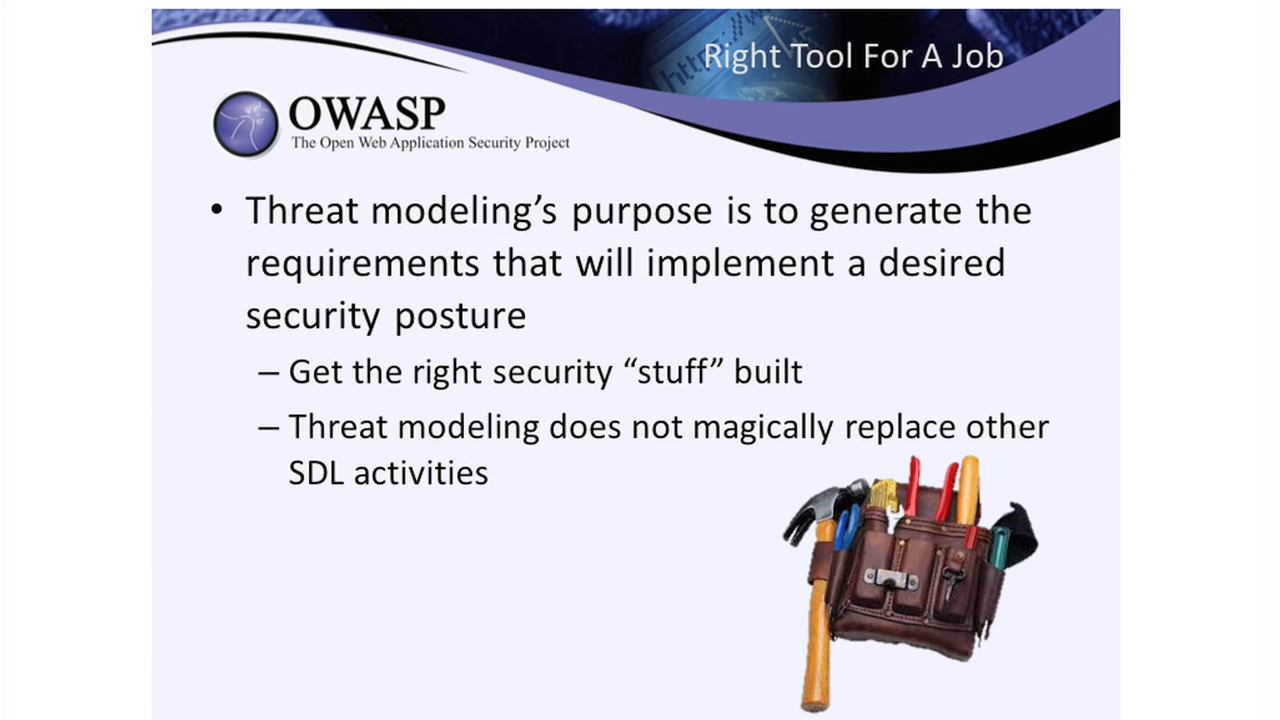 Right Tool For A Job
OWASP
The Open Web Application Security Project
• Threat modeling’s purpose is to generate the
requirements that will implement a desired
security posture
– Get the right security “stuff” built
– Threat modeling does not magically replace other
SDL activities
http